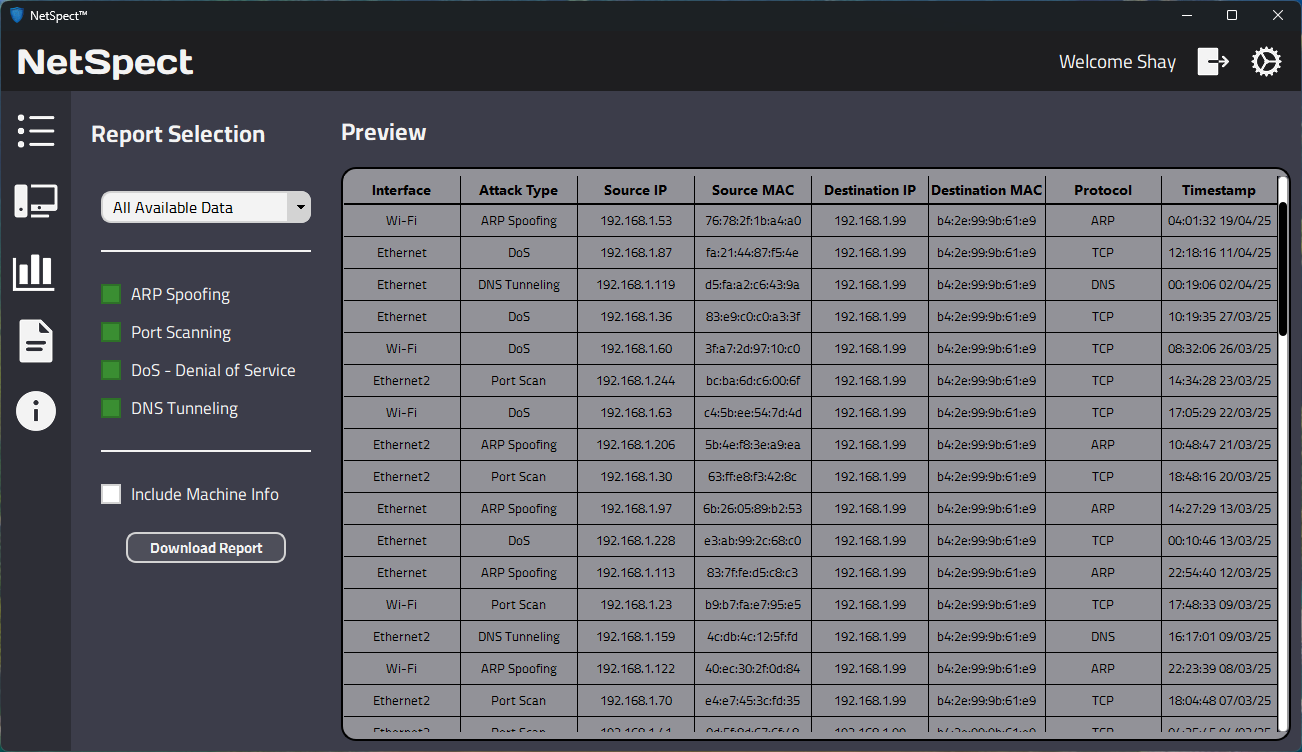 NetSpect™
NetSpect
Welcome Shay
Report Selection
All Available Data
ARP Spoofing
Port Scanning
DoS - Denial of Service
DNS Tunneling
Include Machine Info
Download Report
Preview
Interface Attack Type Source IP Source MAC Destination IP Destination MAC Protocol Timestamp
Wi-Fi ARP Spoofing 192.168.1.53 76:78:2f:1b:a4:a0 192.168.1.99 b4:2e:99:9b:61:e9 ARP 04:01:32 19/04/25
Ethernet DoS 192.168.1.87 fa:21:44:87:f5:4e 192.168.1.99 b4:2e:99:9b:61:e9 TCP 12:18:16 11/04/25
Ethernet DNS Tunneling 192.168.1.119 d5:fa:a2:c6:43:9a 192.168.1.99 b4:2e:99:9b:61:e9 DNS 00:19:06 02/04/25
Ethernet DoS 192.168.1.36 83:e9:c0:c0:a3:3f 192.168.1.99 b4:2e:99:9b:61:e9 TCP 10:19:35 27/03/25
Wi-Fi DoS 192.168.1.60 3f:a7:2d:97:10:c0 192.168.1.99 b4:2e:99:9b:61:e9 TCP 08:32:06 26/03/25
Ethernet2 Port Scan 192.168.1.244 bc:ba:6d:c6:00:6f 192.168.1.99 b4:2e:99:9b:61:e9 TCP 14:34:28 23/03/25
Wi-Fi DoS 192.168.1.63 c4:5b:ee:54:7d:4d 192.168.1.99 b4:2e:99:9b:61:e9 TCP 17:05:29 22/03/25
Ethernet2 ARP Spoofing 192.168.1.206 5b:4e:f8:3e:a9:ea 192.168.1.99 b4:2e:99:9b:61:e9 ARP 10:48:47 21/03/25
Ethernet2 Port Scan 192.168.1.30 63:ff:e8:f3:42:8c 192.168.1.99 b4:2e:99:9b:61:e9 TCP 18:48:16 20/03/25
Ethernet ARP Spoofing 192.168.1.97 6b:26:05:89:b2:53 192.168.1.99 b4:2e:99:9b:61:e9 ARP 14:27:29 13/03/25
Ethernet DoS 192.168.1.228 e3:ab:99:2c:68:c0 192.168.1.99 b4:2e:99:9b:61:e9 TCP 00:10:46 13/03/25
Ethernet ARP Spoofing 192.168.1.113 83:7f:fe:d5:c8:c3 192.168.1.99 b4:2e:99:9b:61:e9 ARP 22:54:40 12/03/25
Wi-Fi Port Scan 192.168.1.23 b9:b7:fa:e7:95:e5 192.168.1.99 b4:2e:99:9b:61:e9 TCP 17:48:33 09/03/25
Ethernet2 DNS Tunneling 192.168.1.159 4c:db:4c:12:5f:fd 192.168.1.99 b4:2e:99:9b:61:e9 DNS 16:17:01 09/03/25
Wi-Fi ARP Spoofing 192.168.1.122 40:ec:30:2f:0d:84 192.168.1.99 b4:2e:99:9b:61:e9 ARP 22:23:39 08/03/25
Ethernet2 Port Scan 192.168.1.70 e4:e7:45:3c:fd:35 192.168.1.99 b4:2e:99:9b:61:e9 TCP 18:04:48 07/03/25
Ethernet2 Port Scan 192.168.1.99 b4:2e:99:9b:61:e9 TCP